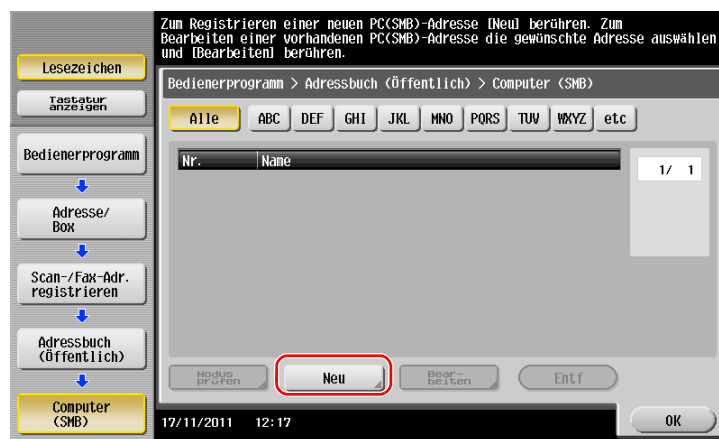 Zum Registrieren einer neuen PC(SMB)-Adresse [Neu] berühren. Zum
Bearbeiten einer vorhandenen PC(SMB)-Adresse die gewünschte Adresse auswählen
und [Bearbeiten] berühren.
Lesezeichen
Tastatur
anzeigen
Bedienerprogramm
Adresse/
Box
Scan-/Fax-Adr.
registrieren
Adressbuch
(Öffentlich)
Computer
(SMB)
Bedienerprogramm > Adressbuch (Öffentlich) > Computer (SMB)
Alle ABC DEF GHI JKL MNO PQRS TUV WXYZ etc
Nr. Name
1/ 1
Modus
prüfen
Neu
Bear-
beiten
Entf
17/11/2011 12:17
OK